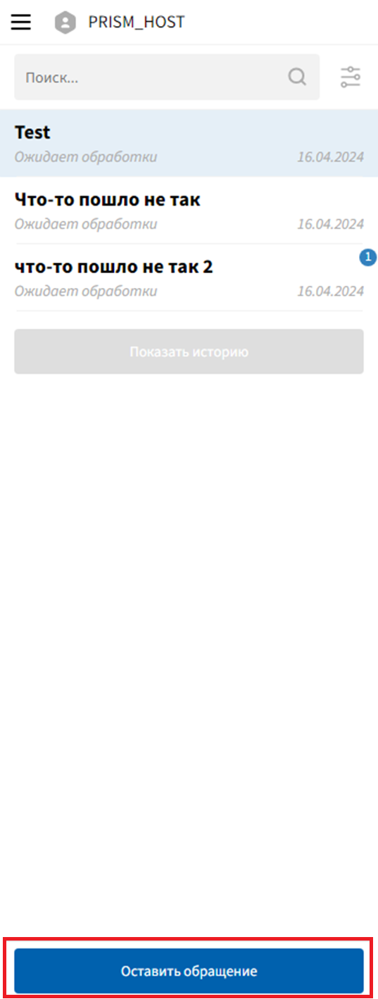 PRISM_HOST
Поиск...
Test
Ожидает обработки 16.04.2024
Что-то пошло не так
Ожидает обработки 16.04.2024
что-то пошло не так 2 1
Ожидает обработки 16.04.2024
Показать историю
Оставить обращение